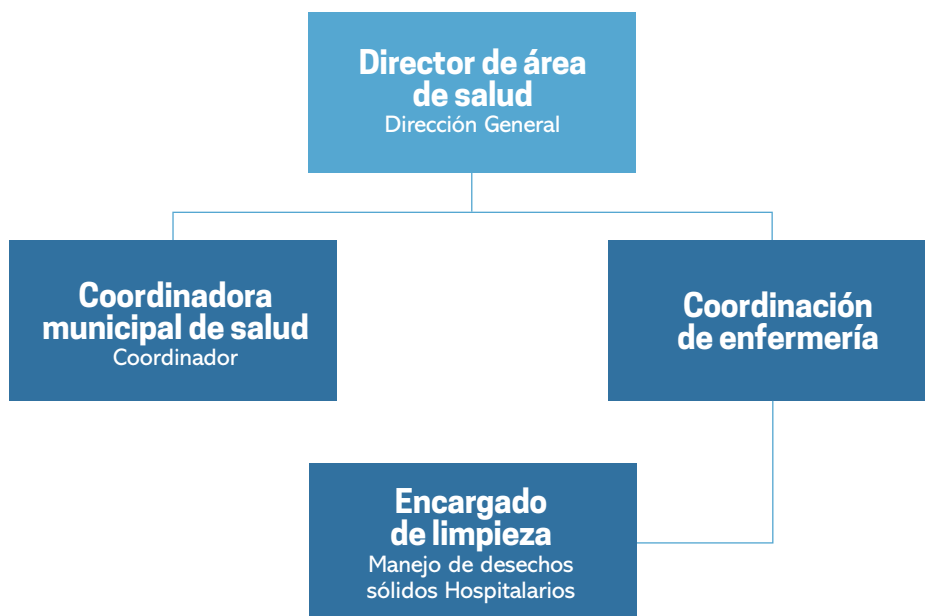 Director de área
de salud
Dirección General
Coordinadora
municipal de salud
Coordinador
Coordinación
de enfermería
Encargado
de limpieza
Manejo de desechos
sólidos Hospitalarios